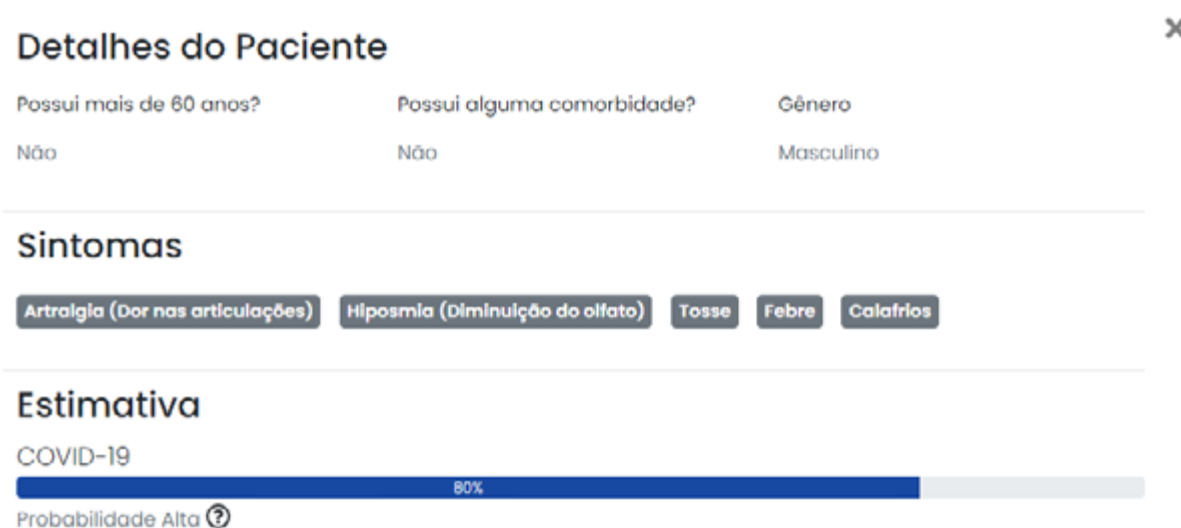 Detalhes do Paciente
Possui mais de 60 anos? Possui alguma comorbidade? Gênero
Não Não Masculino
Sintomas
Artralgia (Dor nas articulações) Hiposmia (Diminuição do olfato) Tosse Febre Calafrios
Estimativa
COVID-19
80%
Probabilidade Alta ?